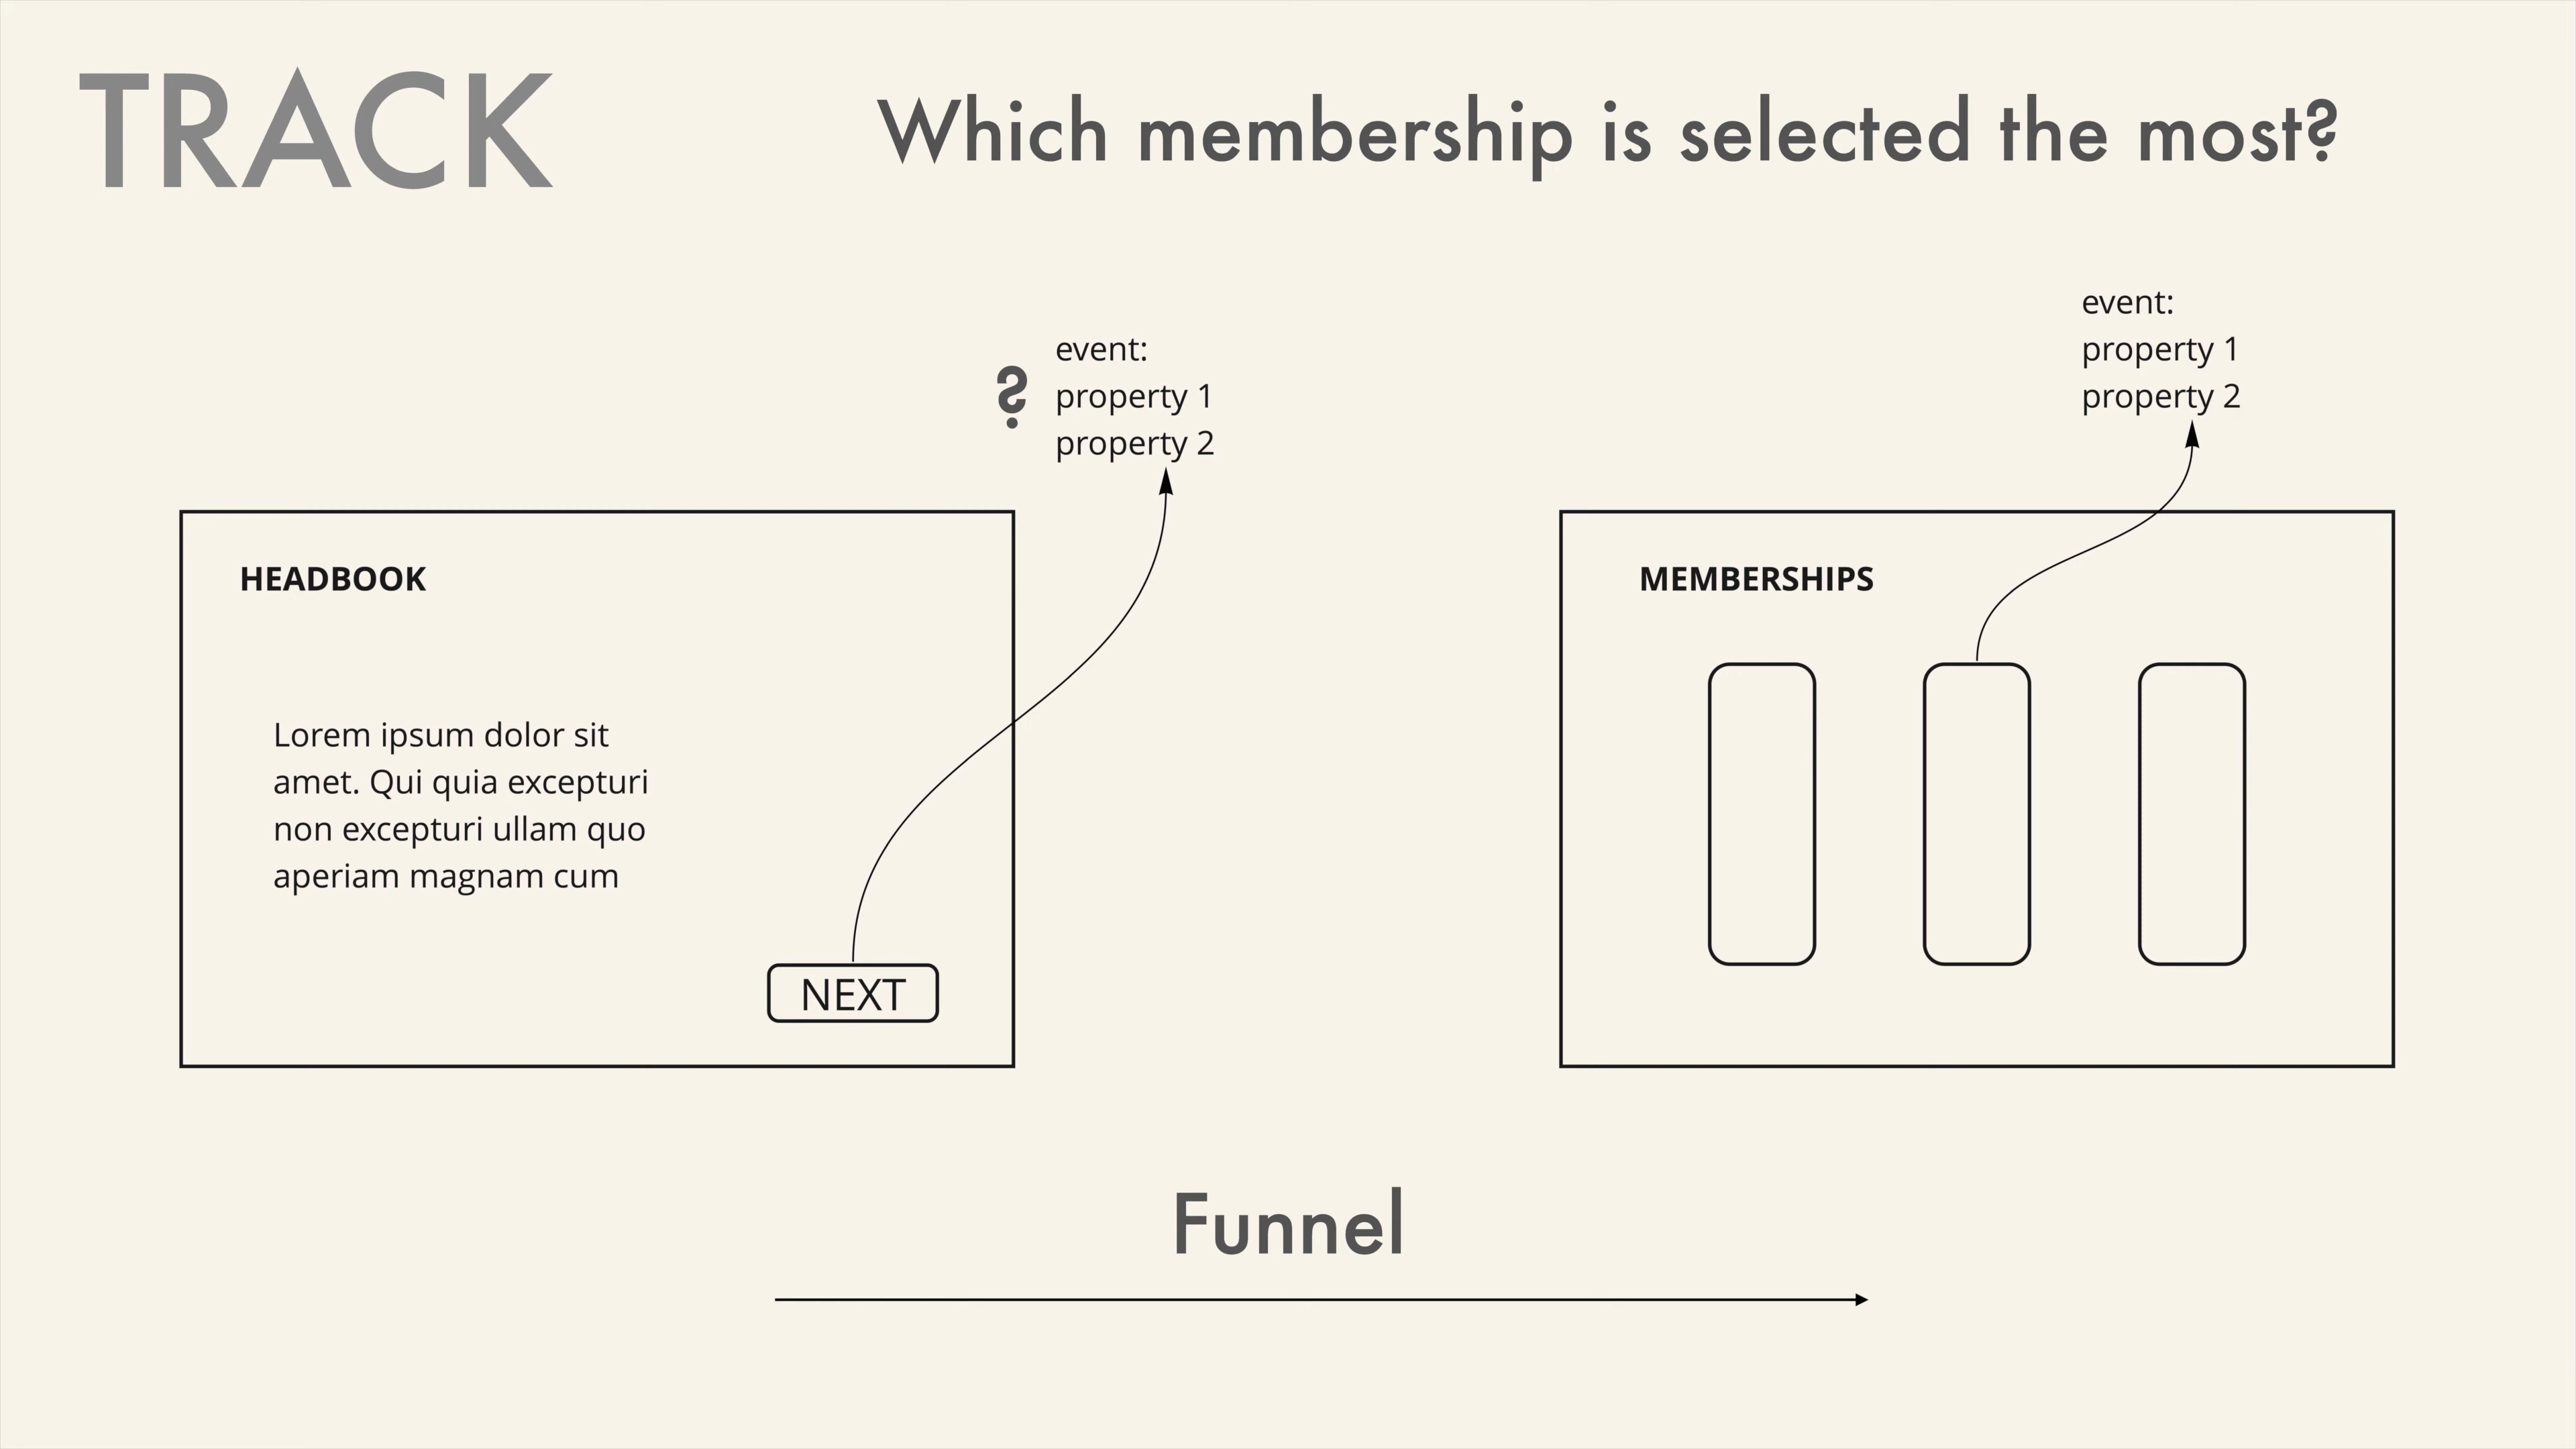 TRACK
Which membership is selected the most?
?
event:
property 1
property 2
event:
property 1
property 2
HEADBOOK
Lorem ipsum dolor sit
amet. Qui quia excepturi
non excepturi ullam quo
aperiam magnam cum
NEXT
MEMBERSHIPS
Funnel